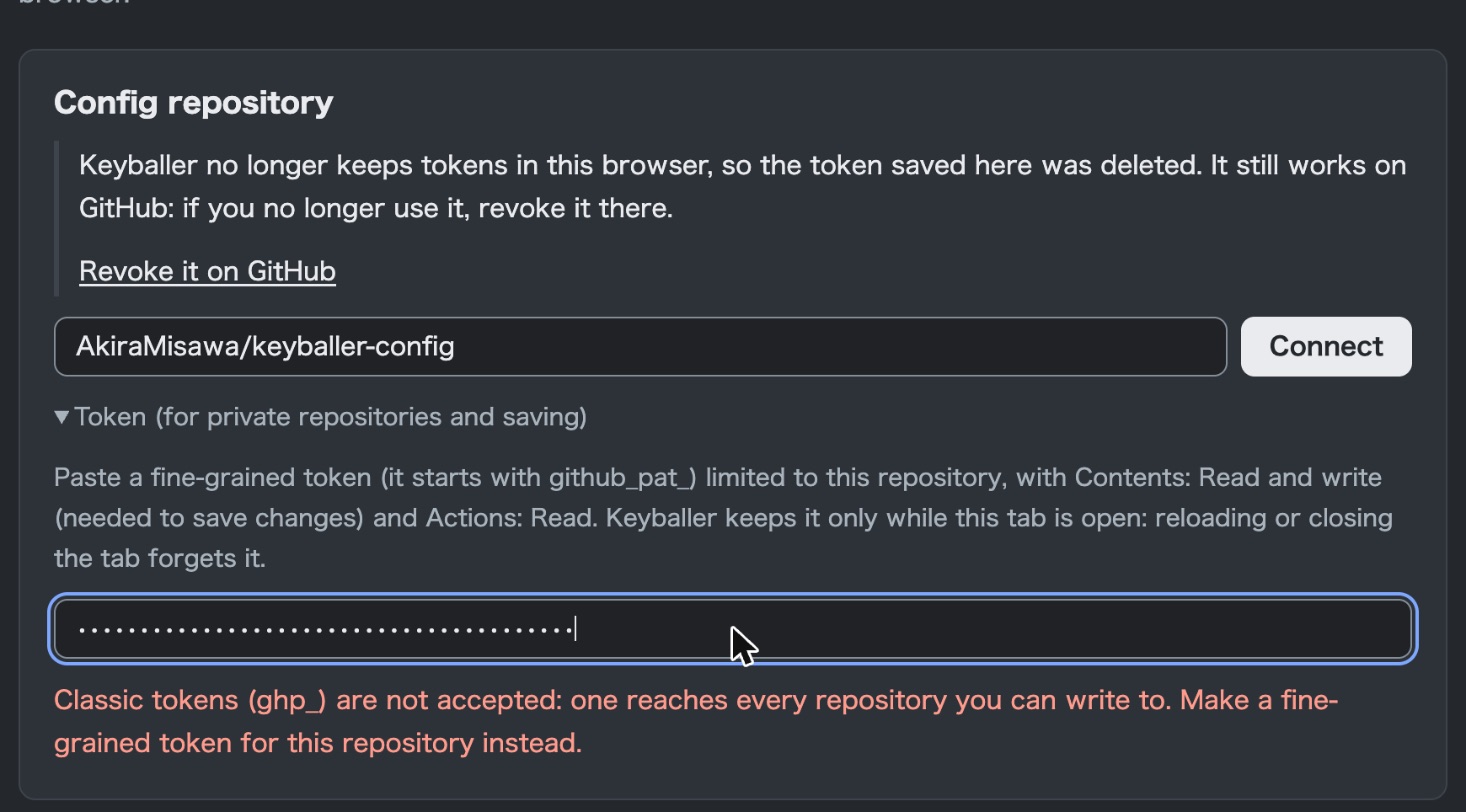 Config repository
Keyballer no longer keeps tokens in this browser, so the token saved here was deleted. It still works on
GitHub: if you no longer use it, revoke it there.
Revoke it on GitHub
AkiraMisawa/keyballer-config
Connect
▼Token (for private repositories and saving)
Paste a fine-grained token (it starts with github_pat_) limited to this repository, with Contents: Read and write
(needed to save changes) and Actions: Read. Keyballer keeps it only while this tab is open: reloading or closing
the tab forgets it.
Classic tokens (ghp_) are not accepted: one reaches every repository you can write to. Make a fine-
grained token for this repository instead.